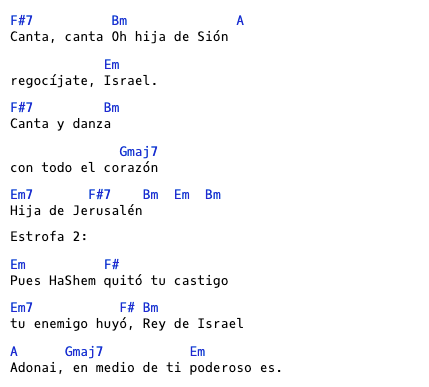 F#7          Bm              A
Canta, canta Oh hija de Sión
            Em
regocíjate, Israel.
F#7         Bm
Canta y danza
              Gmaj7
con todo el corazón
Em7       F#7    Bm  Em  Bm
Hija de Jerusalén
Estrofa 2:
Em          F#
Pues HaShem quitó tu castigo
Em7           F# Bm
tu enemigo huyó, Rey de Israel
A      Gmaj7           Em
Adonai, en medio de ti poderoso es.